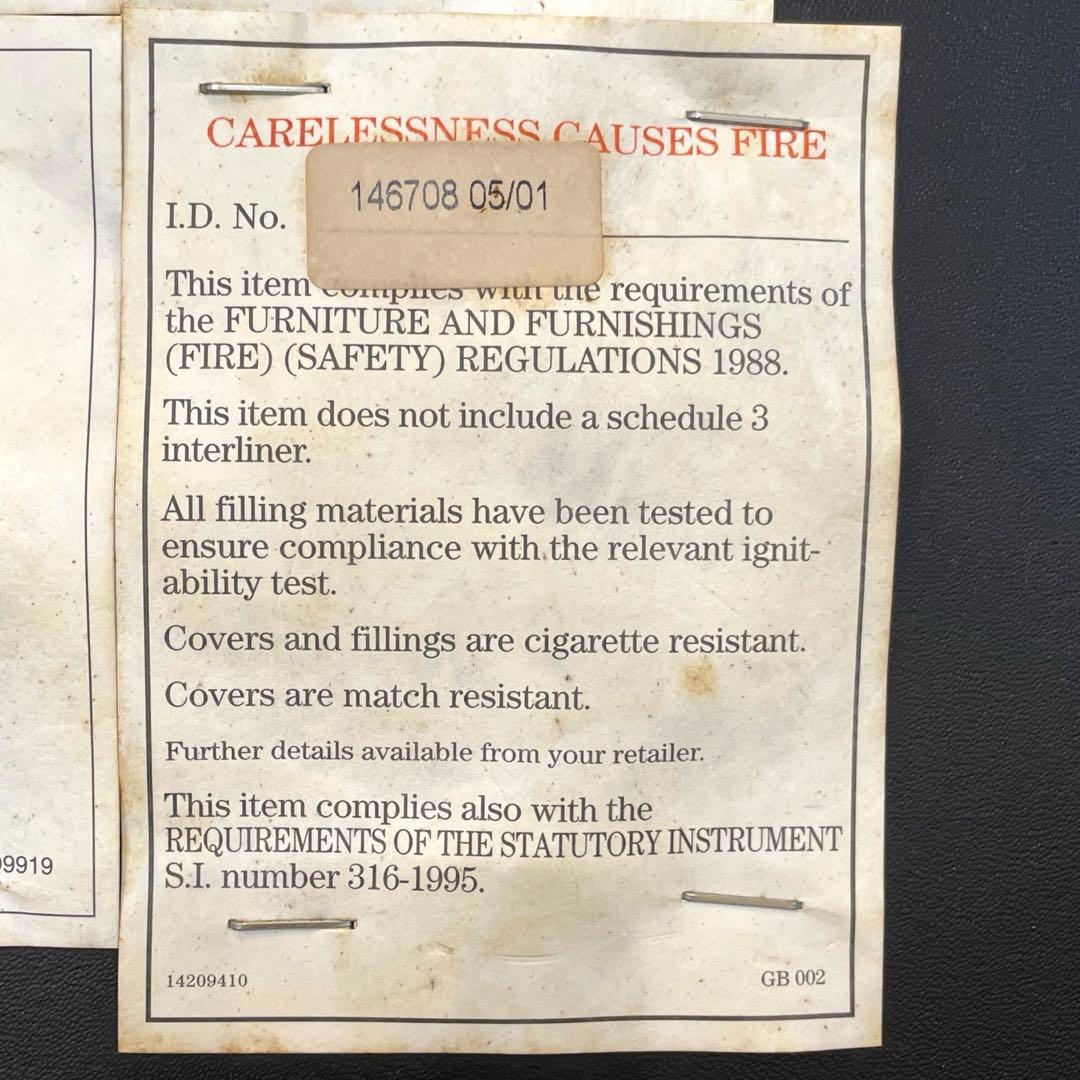 CARELESSNESS CAUSES FIRE
146708 05/01
I.D. No.
This item complies with the requirements of
the FURNITURE AND FURNISHINGS
(FIRE) (SAFETY) REGULATIONS 1988.
This item does not include a schedule 3
interliner.
All filling materials have been tested to
ensure compliance with the relevant ignit-
ability test.
Covers and fillings are cigarette resistant.
Covers are match resistant.
Further details available from your retailer.
This item complies also with the
REQUIREMENTS OF THE STATUTORY INSTRUMENT
S.I. number 316-1995.
14209410 GB 002
9919